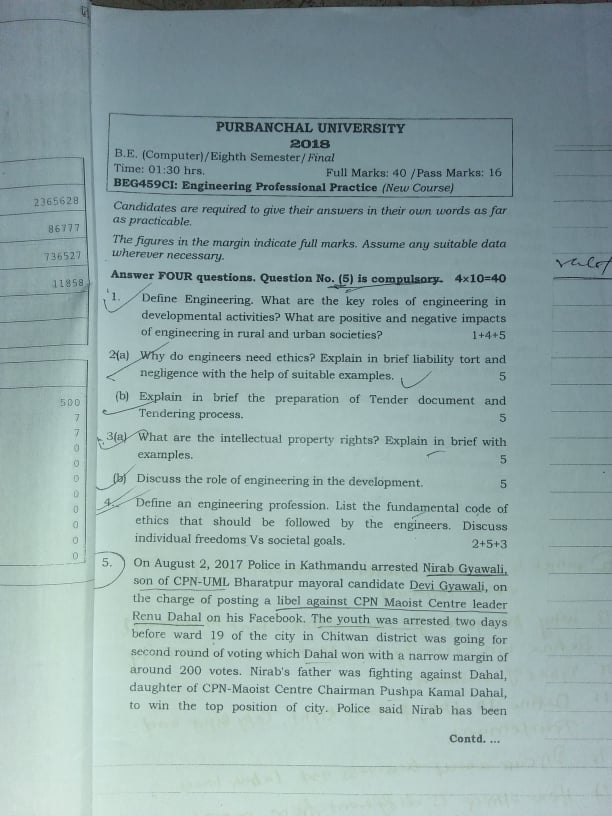 PURBANCHAL UNIVERSITY
2018
B.E. (Computer)/Eighth Semester/Final
Time: 01:30 hrs. Full Marks: 40 /Pass Marks: 16
BEG459CI: Engineering Professional Practice (New Course)
Candidates are required to give their answers in their own words as far
as practicable.
The figures in the margin indicate full marks. Assume any suitable data
wherever necessary.
Answer FOUR questions. Question No. (5) is compulsory. 4×10=40
1. Define Engineering. What are the key roles of engineering in
developmental activities? What are positive and negative impacts
of engineering in rural and urban societies? 1+4+5
2(a) Why do engineers need ethics? Explain in brief liability tort and
negligence with the help of suitable examples. 5
(b) Explain in brief the preparation of Tender document and
Tendering process. 5
3(a) What are the intellectual property rights? Explain in brief with
examples. 5
(b) Discuss the role of engineering in the development. 5
4. Define an engineering profession. List the fundamental code of
ethics that should be followed by the engineers. Discuss
individual freedoms Vs societal goals. 2+5+3
5. On August 2, 2017 Police in Kathmandu arrested Nirab Gyawali,
son of CPN-UML Bharatpur mayoral candidate Devi Gyawali, on
the charge of posting a libel against CPN Maoist Centre leader
Renu Dahal on his Facebook. The youth was arrested two days
before ward 19 of the city in Chitwan district was going for
second round of voting which Dahal won with a narrow margin of
around 200 votes. Nirab's father was fighting against Dahal,
daughter of CPN-Maoist Centre Chairman Pushpa Kamal Dahal,
to win the top position of city. Police said Nirab has been
Contd. ...
2365628
86777
736527
11858
500
7
7
0
0
0
0
0
0
0
0